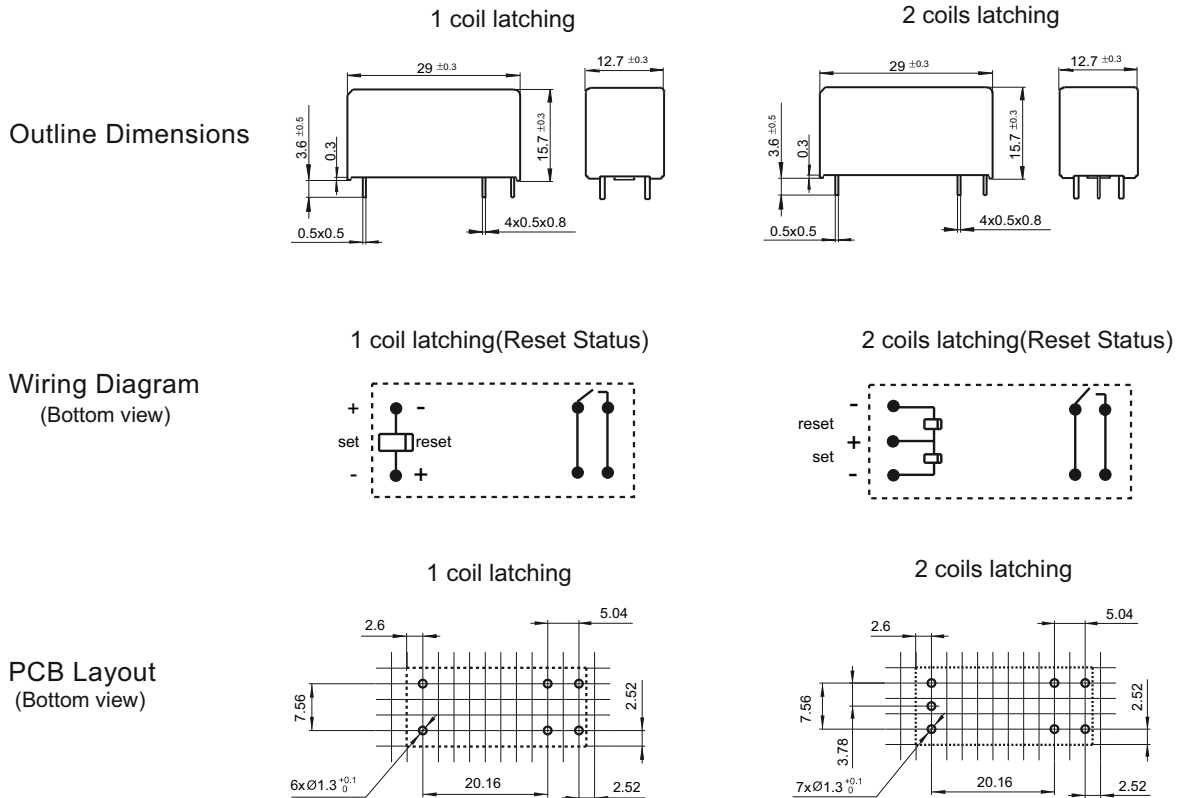 1 coil latching
2 coils latching
Outline Dimensions
29 ±0.3
12.7 ±0.3
3.6 ±0.5
0.3
15.7 ±0.3
0.5x0.5
4x0.5x0.8
29 ±0.3
12.7 ±0.3
3.6 ±0.5
0.3
15.7 ±0.3
0.5x0.5
4x0.5x0.8
Wiring Diagram
(Bottom view)
1 coil latching(Reset Status)
+ -
set reset
- +
2 coils latching(Reset Status)
-
reset
+
set
-
PCB Layout
(Bottom view)
1 coil latching
2.6
5.04
7.56
2.52
6xØ1.3 +0.1 0
20.16
2.52
2 coils latching
2.6
5.04
7.56
3.78
2.52
7xØ1.3 +0.1 0
20.16
2.52